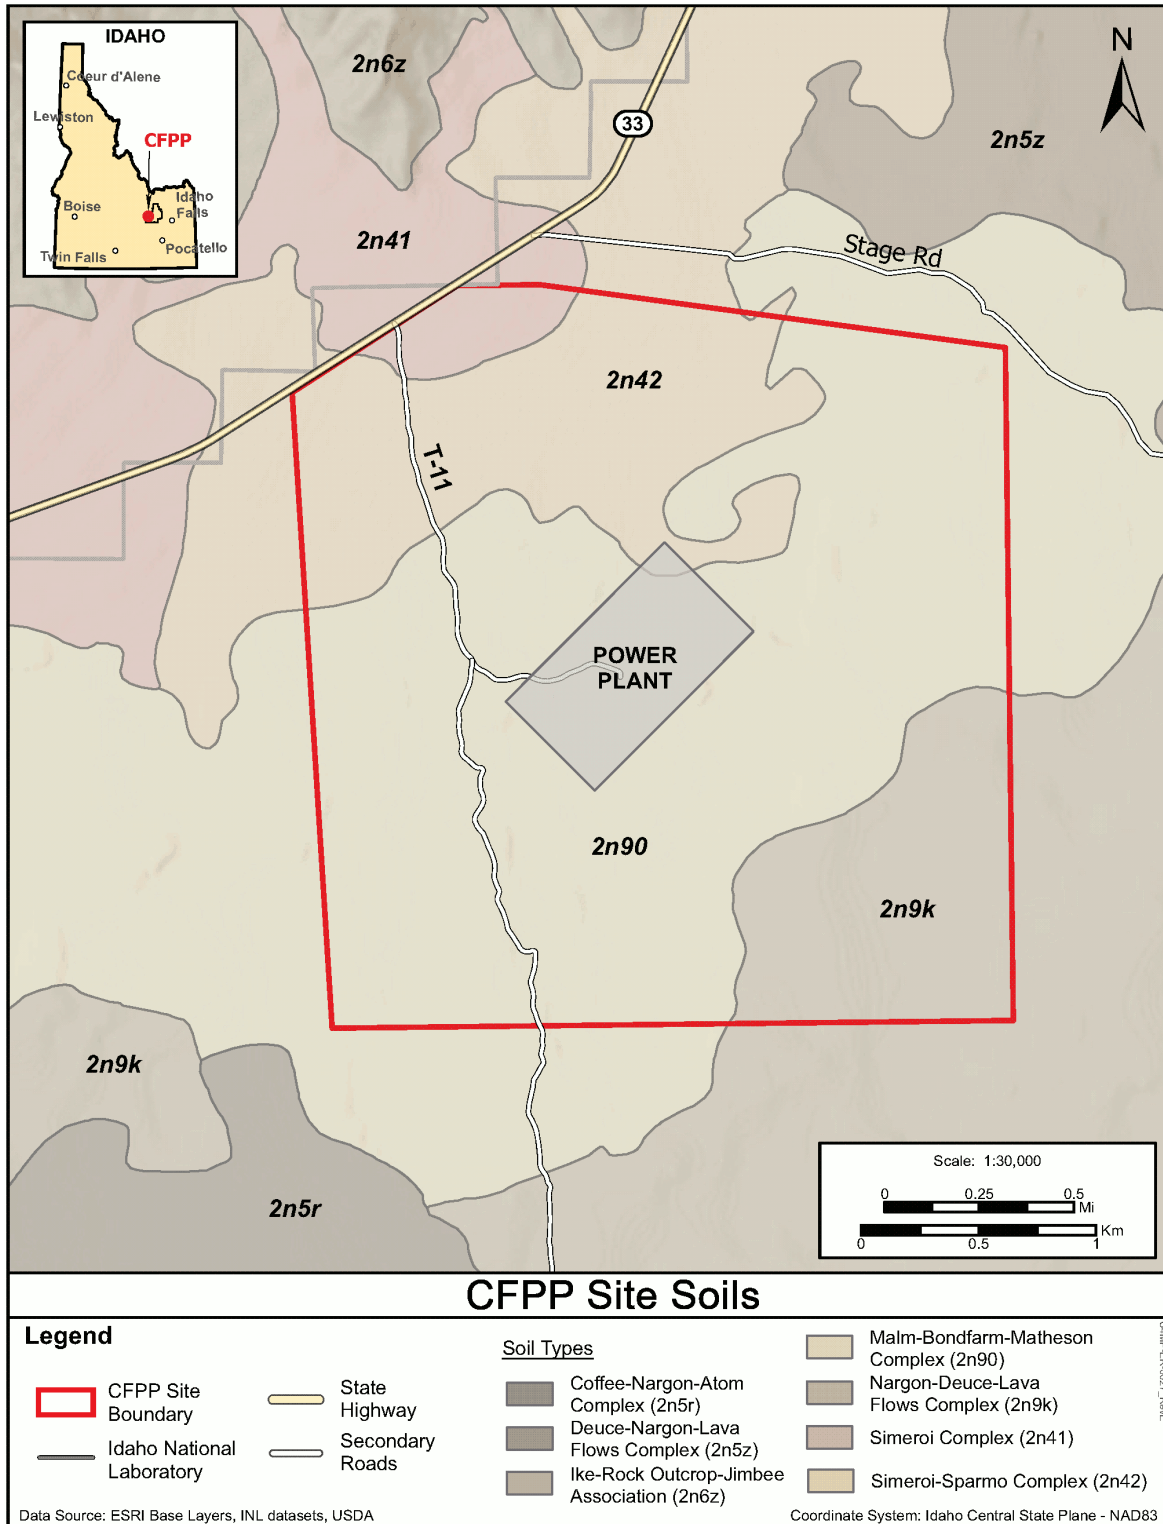 IDAHO
Coeur d'Alene
Lewiston
CFPP
Boise
Idaho
Falls
Twin Falls
Pocatello
2n6z
33
N
2n5z
2n41
Stage Rd
2n42
T-11
POWER
PLANT
2n90
2n9k
2n9k
2n5r
Scale: 1:30,000
0 0.25 0.5
Mi
Km
0 0.5 1
CFPP Site Soils
Legend
CFPP Site
Boundary
State
Highway
Idaho National
Laboratory
Secondary
Roads
Soil Types
Coffee-Nargon-Atom
Complex (2n5r)
Deuce-Nargon-Lava
Flows Complex (2n5z)
Ike-Rock Outcrop-Jimbee
Association (2n6z)
Malm-Bondfarm-Matheson
Complex (2n90)
Nargon-Deuce-Lava
Flows Complex (2n9k)
Simeroi Complex (2n41)
Simeroi-Sparmo Complex (2n42)
Data Source: ESRI Base Layers, INL datasets, USDA
Coordinate System: Idaho Central State Plane - NAD83